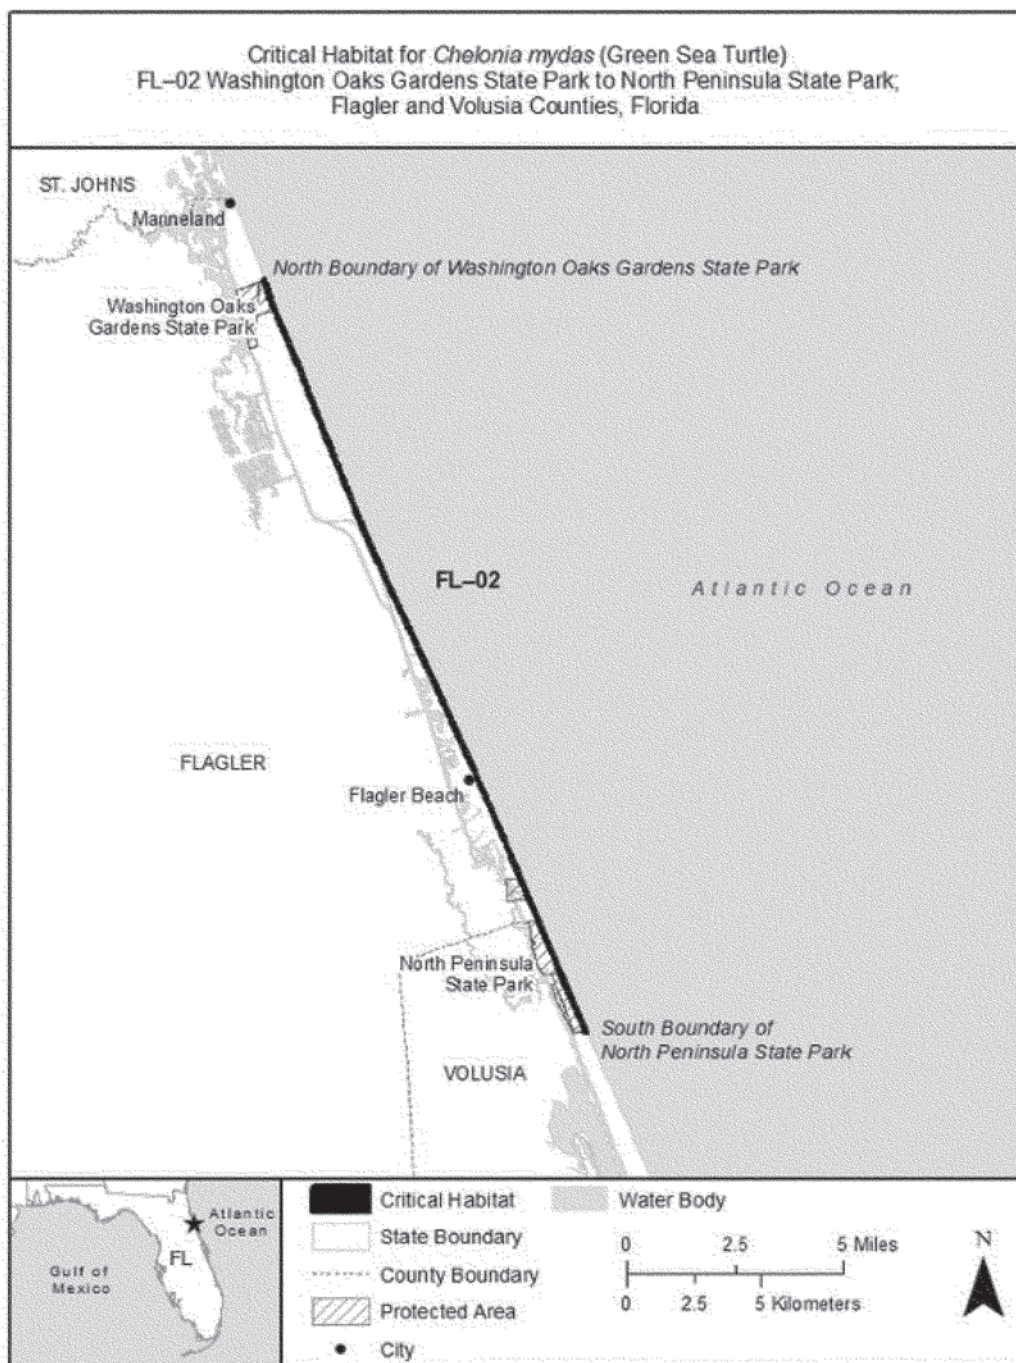 Critical Habitat for Chelonia mydas (Green Sea Turtle)
FL–02 Washington Oaks Gardens State Park to North Peninsula State Park;
Flagler and Volusia Counties, Florida
ST. JOHNS
Manneland
North Boundary of Washington Oaks Gardens State Park
Washington Oaks
Gardens State Park
FL–02
Atlantic Ocean
FLAGLER
Flagler Beach
North Peninsula
State Park
South Boundary of
North Peninsula State Park
VOLUSIA
Atlantic
Ocean
FL
Gulf of
Mexico
Critical Habitat
Water Body
State Boundary
County Boundary
Protected Area
City
0 2.5 5 Miles
0 2.5 5 Kilometers
N